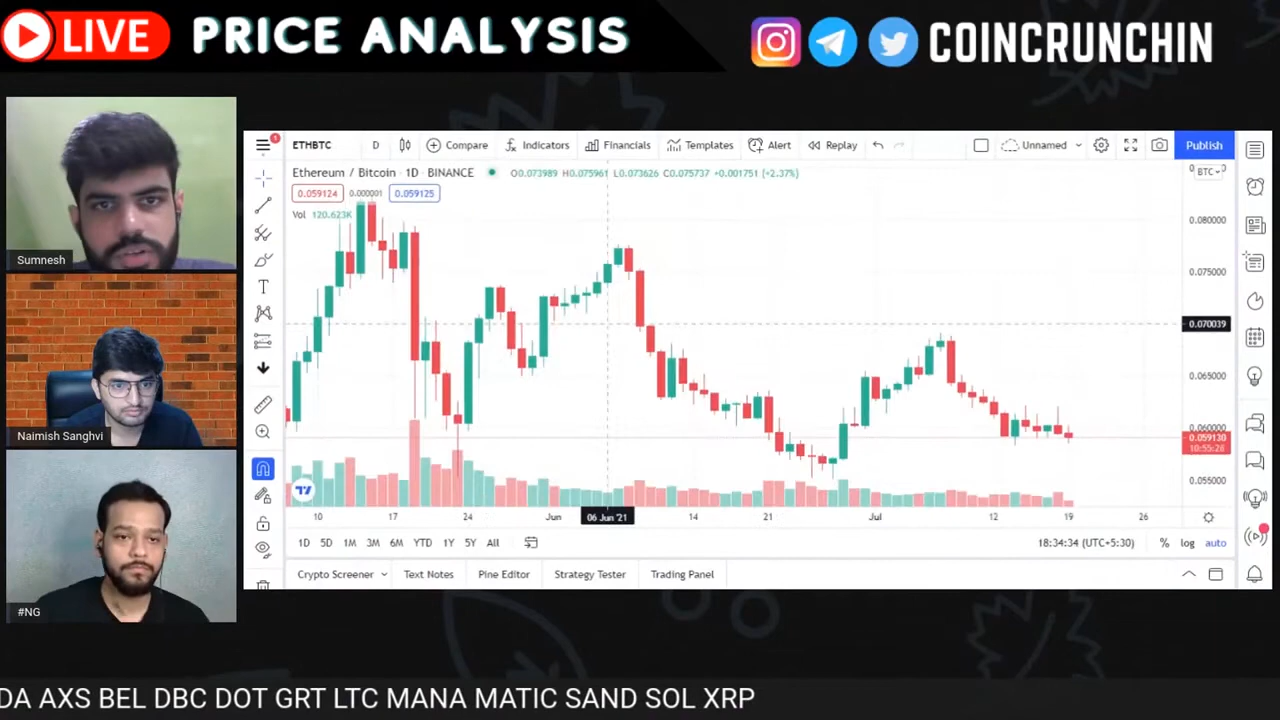 LIVE PRICE ANALYSIS COINCRUNCHIN
Sumnesh
Naimish Sanghvi
#NG
1
ETHBTC D Compare Indicators Financials Templates Alert Replay Unnamed Publish
Ethereum / Bitcoin · 1D · BINANCE O0.073989 H0.075961 L0.073626 C0.075737 +0.001751 (+2.37%)
BTC
0.059124 0.000001 0.059125
Vol 120.623K
0.080000
0.075000
0.070039
0.065000
0.060000
0.059130
10:55:26
0.055000
10 17 24 Jun 06 Jun '21 14 21 Jul 12 19 26
1D 5D 1M 3M 6M YTD 1Y 5Y All 18:34:34 (UTC+5:30) % log auto
Crypto Screener Text Notes Pine Editor Strategy Tester Trading Panel
DA AXS BEL DBC DOT GRT LTC MANA MATIC SAND SOL XRP